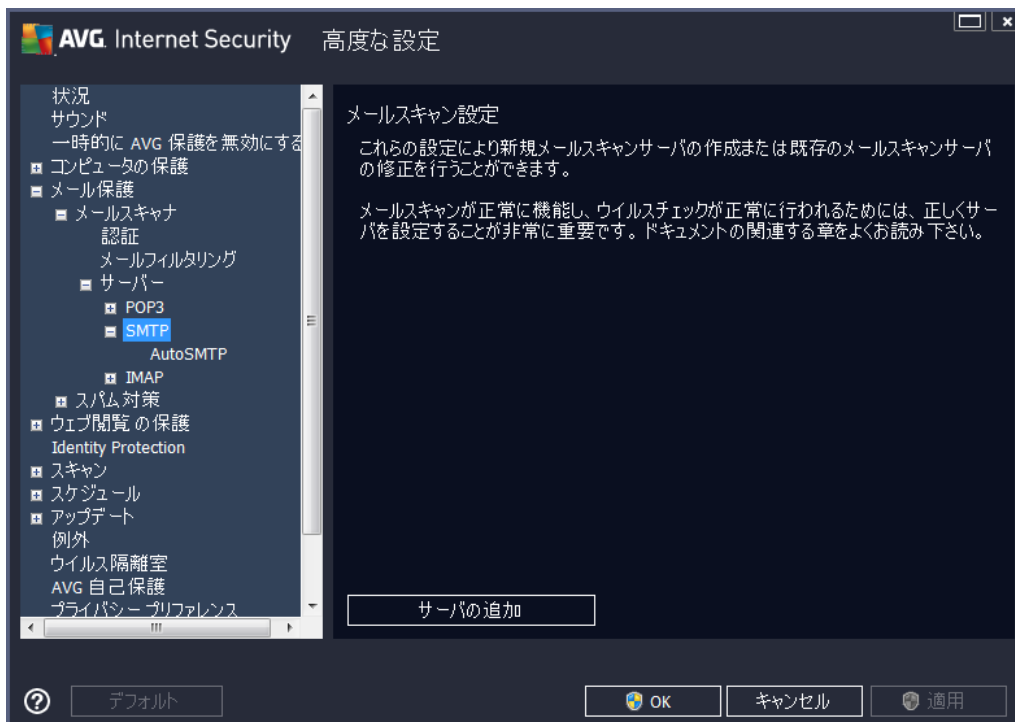 AVG. Internet Security 高度な設定
状況
サウンド
一時的に AVG 保護を無効にする
コンピュータの保護
メール保護
メールスキャナ
認証
メールフィルタリング
サーバー
POP3
SMTP
AutoSMTP
IMAP
スパム対策
ウェブ閲覧 の保護
Identity Protection
スキャン
スケジュール
アップデート
例外
ウイルス隔離室
AVG 自己保護
プライバシー プリファレンス
メールスキャン設定
これらの設定により新規メールスキャンサーバの作成または既存のメールスキャンサーバ
の修正を行うことができます。
メールスキャンが正常に機能し、ウイルスチェックが正常に行われるためには、正しくサー
バを設定することが非常に重要です。ドキュメントの関連する章をよくお読み下さい。
サーバの追加
デフォルト
OK
キャンセル
適用